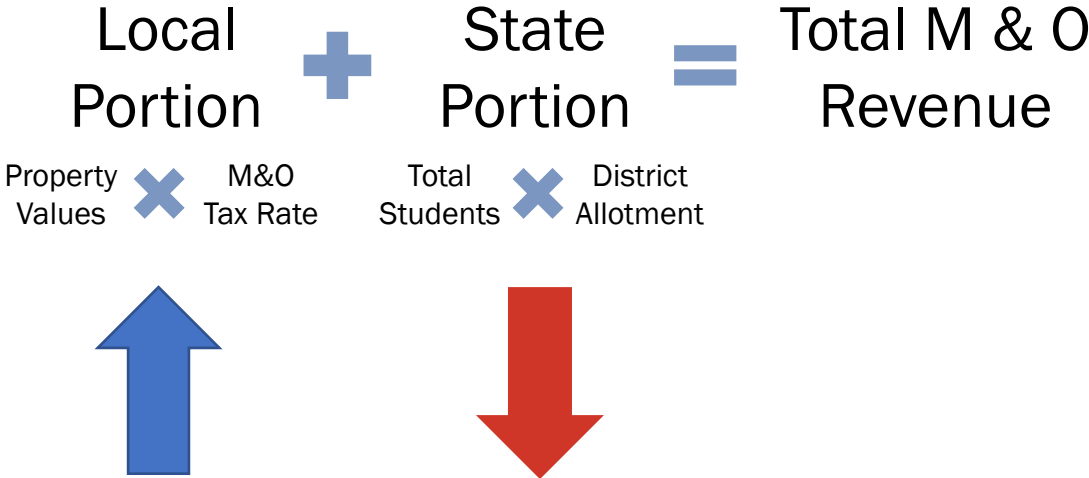 Local
Portion
State
Portion
Total M & O
Revenue
Property
Values
M&O
Tax Rate
Total
Students
District
Allotment